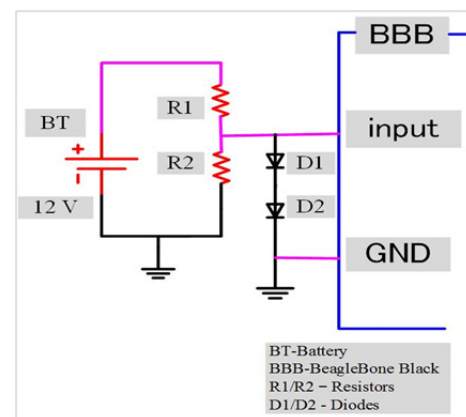 BBB
R1
BT
input
+
R2
D1
-
12 V
D2
GND
BT-Battery
BBB-BeagleBone Black
R1/R2 – Resistors
D1/D2 - Diodes